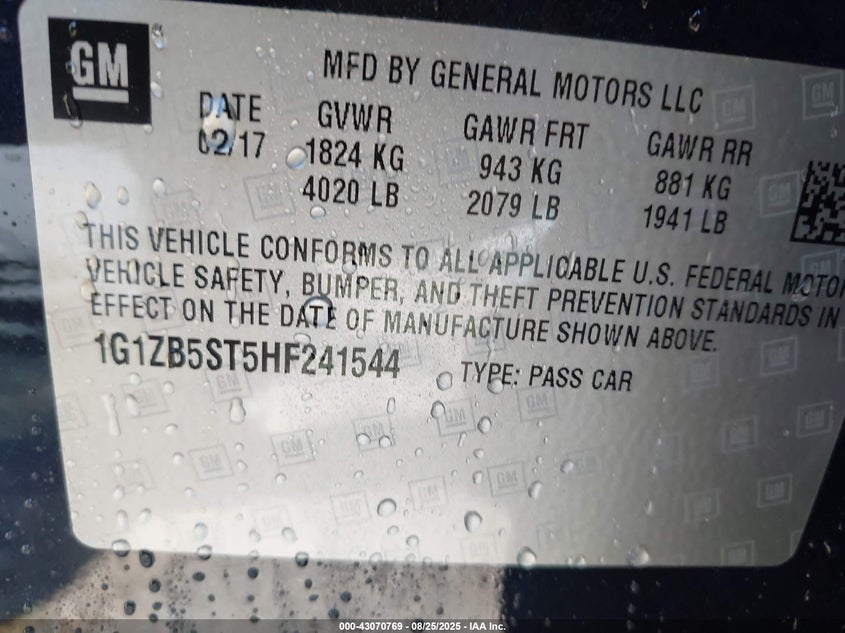 GM
MFD BY GENERAL MOTORS LLC
DATE GVWR GAWR FRT GAWR RR
02/17 1824 KG 943 KG 881 KG
4020 LB 2079 LB 1941 LB
THIS VEHICLE CONFORMS TO ALL APPLICABLE U.S. FEDERAL MOTOR
VEHICLE SAFETY, BUMPER, AND THEFT PREVENTION STANDARDS IN
EFFECT ON THE DATE OF MANUFACTURE SHOWN ABOVE.
1G1ZB5ST5HF241544 TYPE: PASS CAR
000-43070769 - 08/25/2025 - IAA Inc.